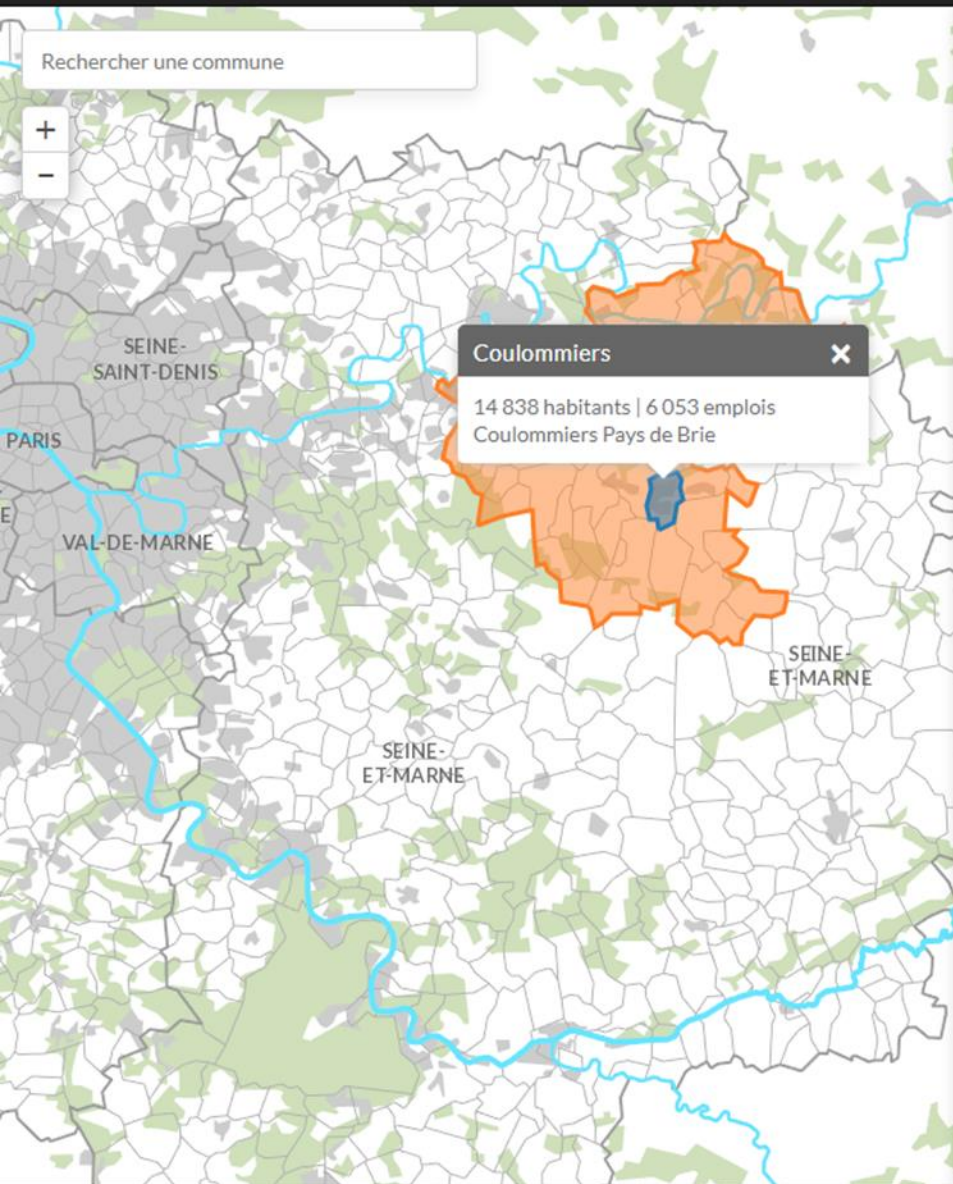 Rechercher une commune
+
−
SEINE-
SAINT-DENIS
Coulommiers ×
14 838 habitants | 6 053 emplois
Coulommiers Pays de Brie
PARIS
E
VAL-DE-MARNE
SEINE-
ET-MARNE
SEINE-
ET-MARNE